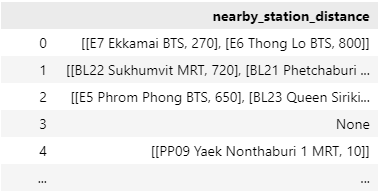 nearby_station_distance
0 [[E7 Ekkamai BTS, 270], [E6 Thong Lo BTS, 800]]
1 [[BL22 Sukhumvit MRT, 720], [BL21 Phetchaburi ...
2 [[E5 Phrom Phong BTS, 650], [BL23 Queen Siriki...
3 None
4 [[PP09 Yaek Nonthaburi 1 MRT, 10]]
... ...